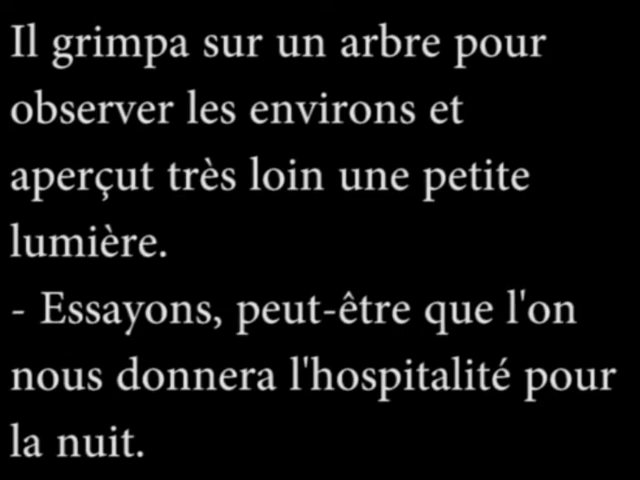 Il grimpa sur un arbre pour
observer les environs et
aperçut très loin une petite
lumière.
- Essayons, peut-être que l'on
nous donnera l'hospitalité pour
la nuit.